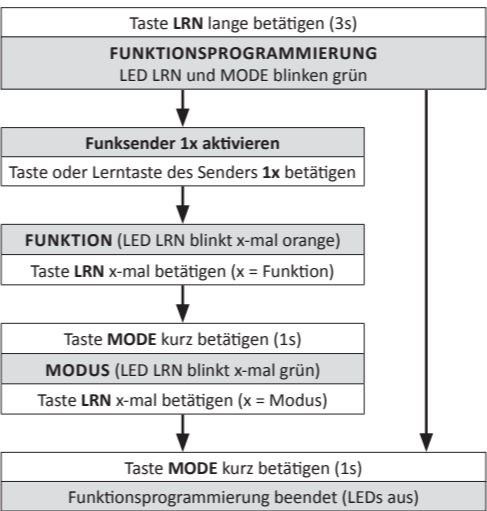 Taste LRN lange betätigen (3s)
FUNKTIONSPROGRAMMIERUNG
LED LRN und MODE blinken grün
Funksender 1x aktivieren
Taste oder Lerntaste des Senders 1x betätigen
FUNKTION (LED LRN blinkt x-mal orange)
Taste LRN x-mal betätigen (x = Funktion)
Taste MODE kurz betätigen (1s)
MODUS (LED LRN blinkt x-mal grün)
Taste LRN x-mal betätigen (x = Modus)
Taste MODE kurz betätigen (1s)
Funktionsprogrammierung beendet (LEDs aus)